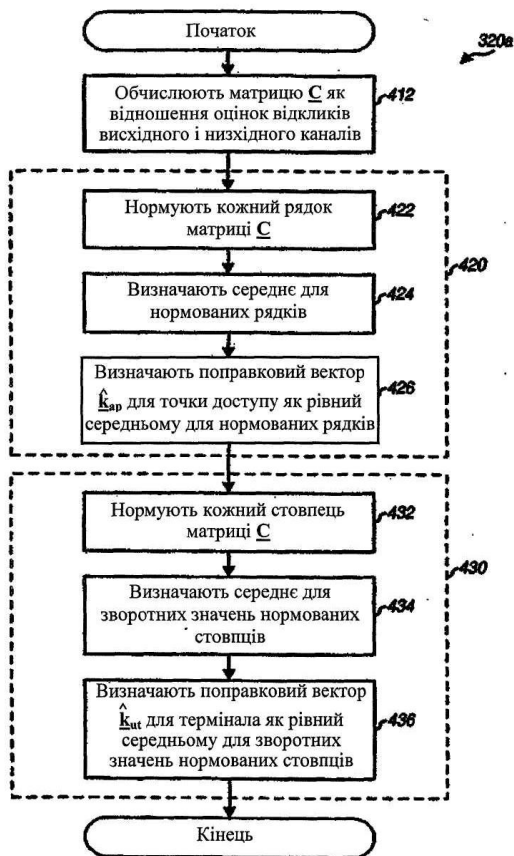 Початок
320a
Обчислюють матрицю C як
відношення оцінок відкликів
висхідного і низхідного каналів
412
Нормують кожний рядок
матриці C
422
420
Визначають середнє для
нормованих рядків
424
Визначають поправковий вектор
k̂ap для точки доступу як рівний
середньому для нормованих рядків
426
Нормують кожний стовпець
матриці C
432
430
Визначають середнє для
зворотних значень нормованих
стовпців
434
Визначають поправковий вектор
k̂ut для термінала як рівний
середньому для зворотних
значень нормованих стовпців
436
Кінець